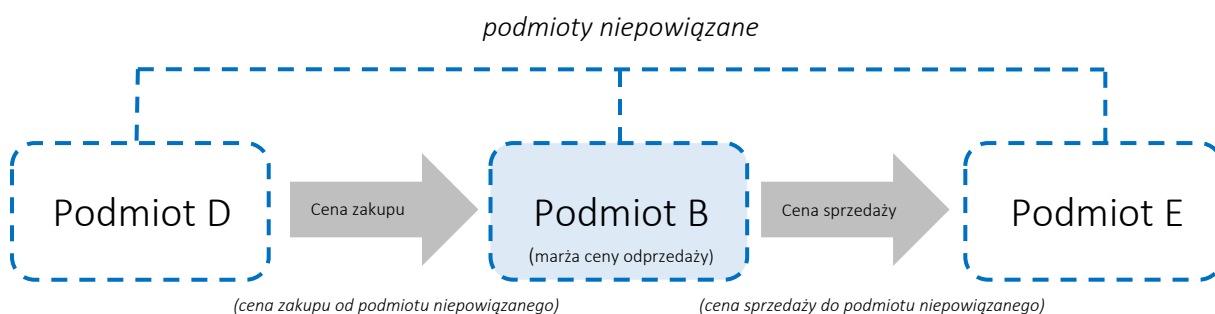 podmioty niepowiązane
Podmiot D
Cena zakupu
Podmiot B
(marża ceny odprzedaży)
Cena sprzedaży
Podmiot E
(cena zakupu od podmiotu niepowiązanego)
(cena sprzedaży do podmiotu niepowiązanego)